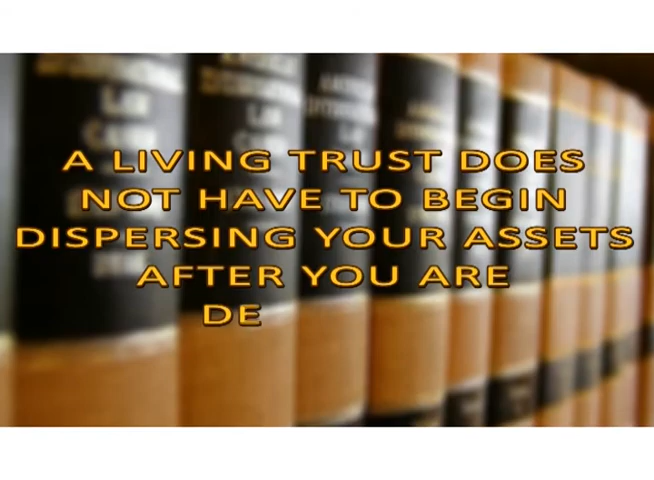 A LIVING TRUST DOES
NOT HAVE TO BEGIN
DISPERSING YOUR ASSETS
AFTER YOU ARE
DE